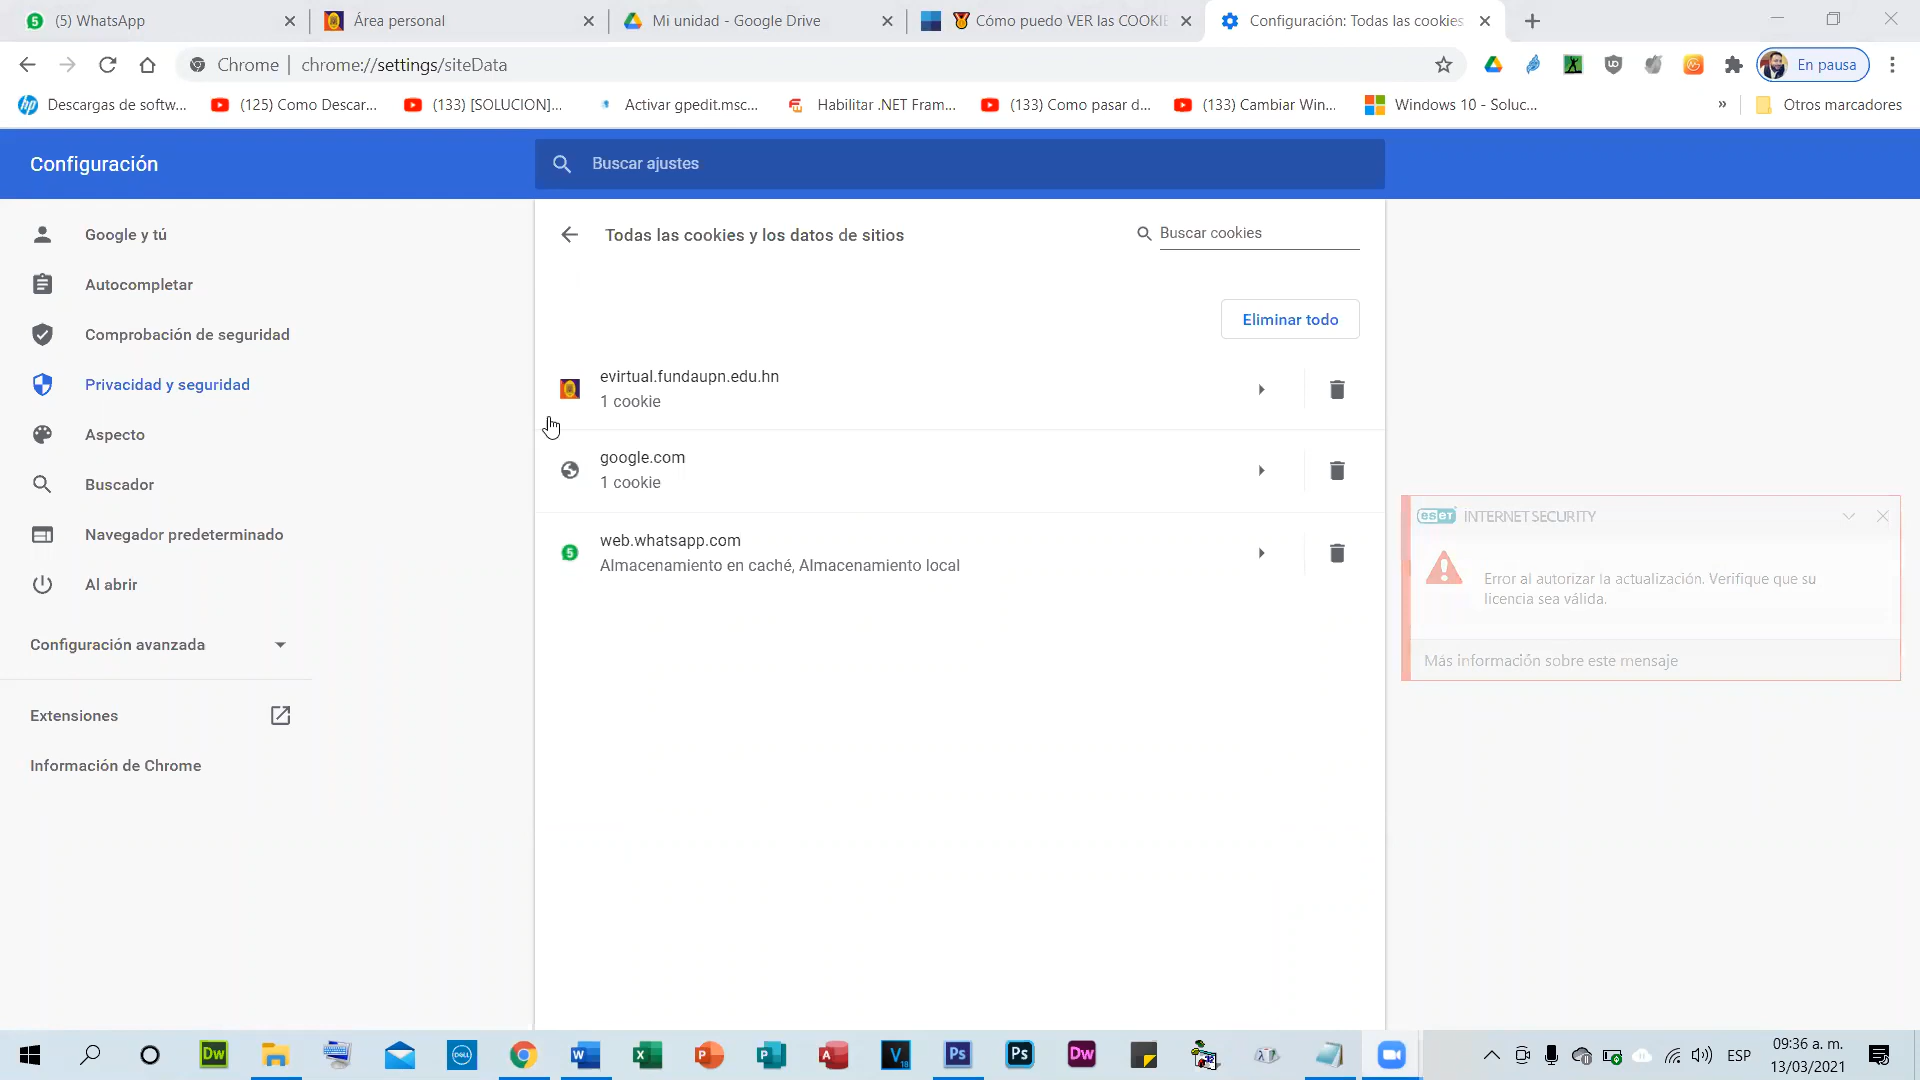 (5) WhatsApp
Área personal
Mi unidad - Google Drive
Cómo puedo VER las COOKIE
Configuración: Todas las cookies
Chrome | chrome://settings/siteData
En pausa
Descargas de softw...
(125) Como Descar...
(133) [SOLUCION]...
Activar gpedit.msc...
Habilitar .NET Fram...
(133) Como pasar d...
(133) Cambiar Win...
Windows 10 - Soluc...
»
Otros marcadores
Configuración
Buscar ajustes
Google y tú
Autocompletar
Comprobación de seguridad
Privacidad y seguridad
Aspecto
Buscador
Navegador predeterminado
Al abrir
Configuración avanzada
Extensiones
Información de Chrome
Todas las cookies y los datos de sitios
Buscar cookies
Eliminar todo
evirtual.fundaupn.edu.hn
1 cookie
google.com
1 cookie
web.whatsapp.com
Almacenamiento en caché, Almacenamiento local
eset INTERNET SECURITY
Error al autorizar la actualización. Verifique que su
licencia sea válida.
Más información sobre este mensaje
ESP
09:36 a. m.
13/03/2021